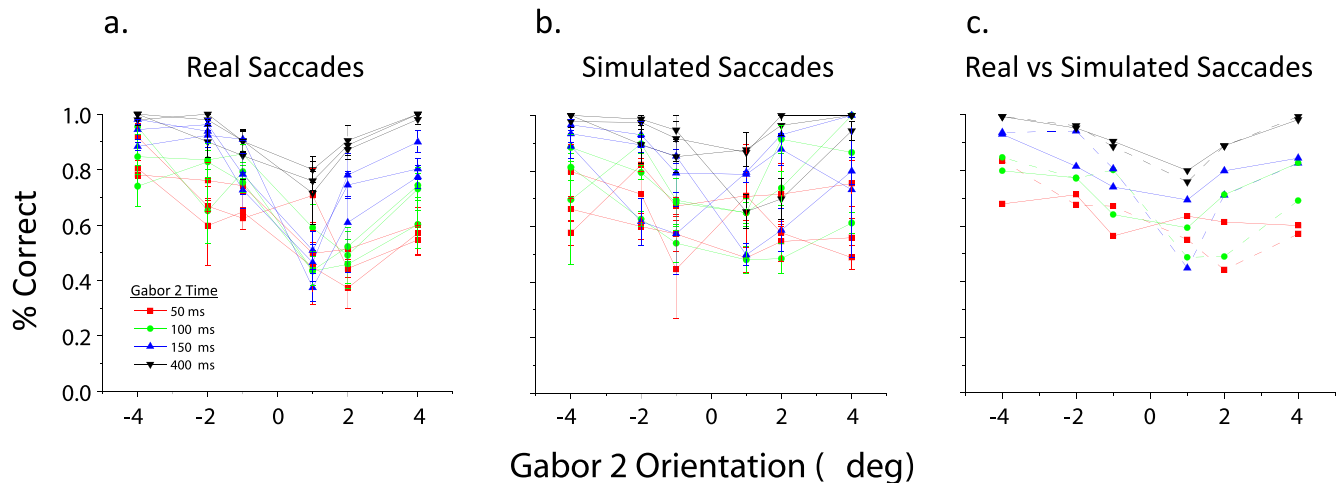 a.
Real Saccades
b.
Simulated Saccades
c.
Real vs Simulated Saccades
% Correct
1.0
0.8
0.6
0.4
0.2
0.0
Gabor 2 Time
50 ms
100 ms
150 ms
400 ms
-4 -2 0 2 4
-4 -2 0 2 4
-4 -2 0 2 4
Gabor 2 Orientation ( deg)